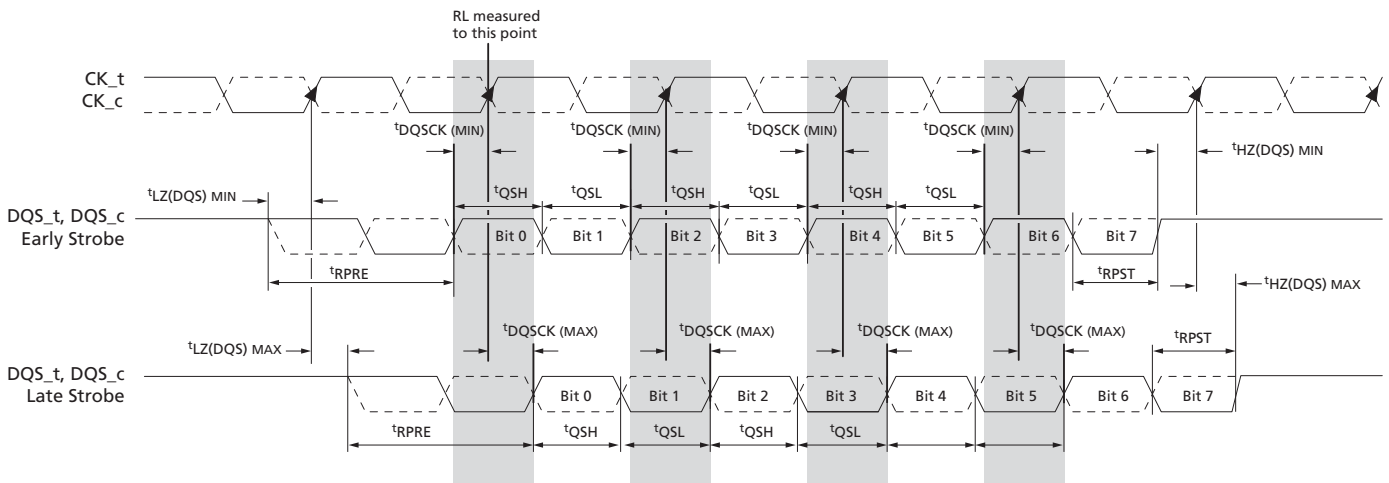 RL measured
to this point
CK_t
CK_c
tDQSCK (MIN) tDQSCK (MIN) tDQSCK (MIN) tDQSCK (MIN)
tHZ(DQS) MIN
tLZ(DQS) MIN
tQSH tQSL tQSH tQSL tQSH tQSL
DQS_t, DQS_c
Early Strobe
Bit 0 Bit 1 Bit 2 Bit 3 Bit 4 Bit 5 Bit 6 Bit 7
tRPRE tRPST
tHZ(DQS) MAX
tLZ(DQS) MAX
tDQSCK (MAX) tDQSCK (MAX) tDQSCK (MAX) tDQSCK (MAX)
tRPST
DQS_t, DQS_c
Late Strobe
Bit 0 Bit 1 Bit 2 Bit 3 Bit 4 Bit 5 Bit 6 Bit 7
tRPRE tQSH tQSL tQSH tQSL